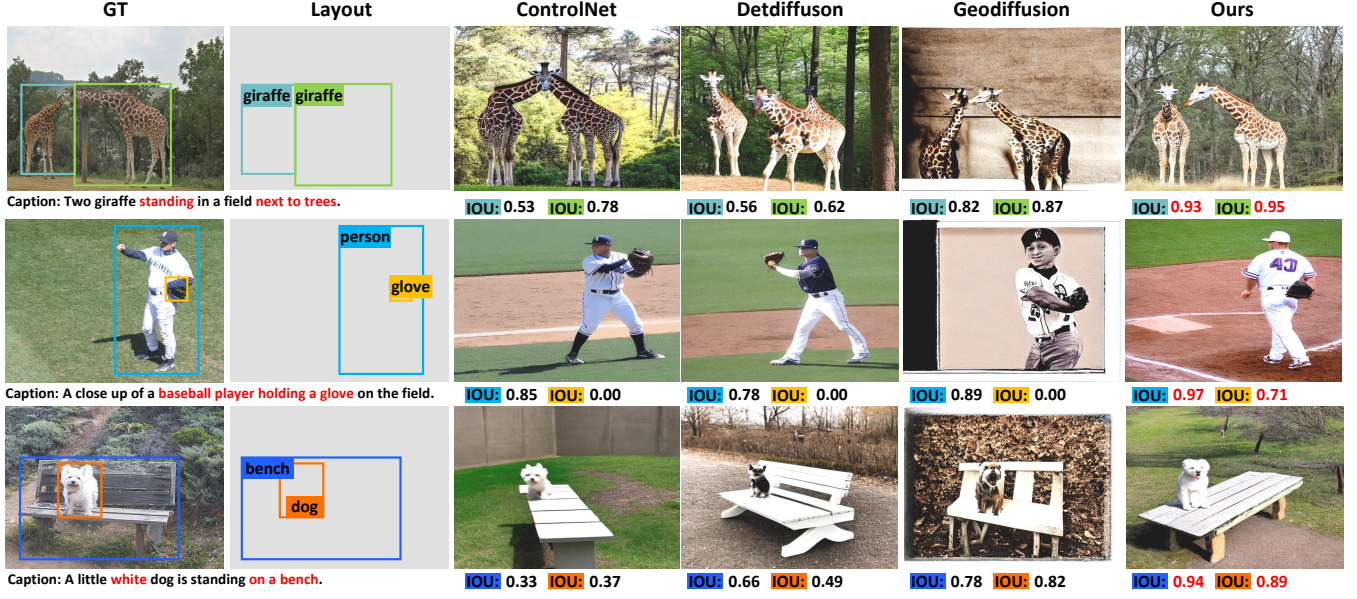 GT Layout ControlNet Detdiffuson Geodiffusion Ours
giraffe giraffe
Caption: Two giraffe standing in a field next to trees.
IOU: 0.53 IOU: 0.78 IOU: 0.56 IOU: 0.62 IOU: 0.82 IOU: 0.87 IOU: 0.93 IOU: 0.95
person
glove
40
Caption: A close up of a baseball player holding a glove on the field.
IOU: 0.85 IOU: 0.00 IOU: 0.78 IOU: 0.00 IOU: 0.89 IOU: 0.00 IOU: 0.97 IOU: 0.71
bench
dog
Caption: A little white dog is standing on a bench.
IOU: 0.33 IOU: 0.37 IOU: 0.66 IOU: 0.49 IOU: 0.78 IOU: 0.82 IOU: 0.94 IOU: 0.89